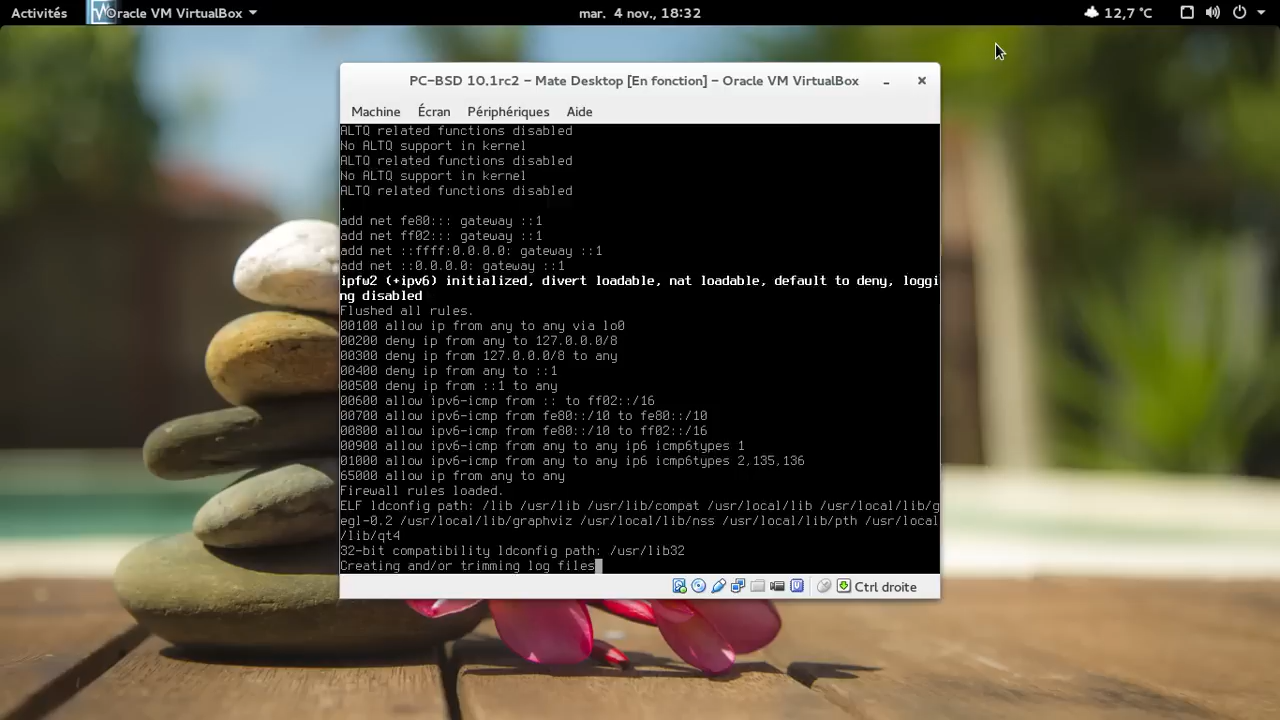 Activités
Oracle VM VirtualBox
mar. 4 nov., 18:32
12,7 °C
PC-BSD 10.1rc2 – Mate Desktop [En fonction] – Oracle VM VirtualBox
Machine Écran Périphériques Aide
ALTQ related functions disabled
No ALTQ support in kernel
ALTQ related functions disabled
No ALTQ support in kernel
ALTQ related functions disabled
.
add net fe80::: gateway ::1
add net ff02::: gateway ::1
add net ::ffff:0.0.0.0: gateway ::1
add net ::0.0.0.0: gateway ::1
ipfw2 (+ipv6) initialized, divert loadable, nat loadable, default to deny, loggi
ng disabled
Flushed all rules.
00100 allow ip from any to any via lo0
00200 deny ip from any to 127.0.0.0/8
00300 deny ip from 127.0.0.0/8 to any
00400 deny ip from any to ::1
00500 deny ip from ::1 to any
00600 allow ipv6-icmp from :: to ff02::/16
00700 allow ipv6-icmp from fe80::/10 to fe80::/10
00800 allow ipv6-icmp from fe80::/10 to ff02::/16
00900 allow ipv6-icmp from any to any ip6 icmp6types 1
01000 allow ipv6-icmp from any to any ip6 icmp6types 2,135,136
65000 allow ip from any to any
Firewall rules loaded.
ELF ldconfig path: /lib /usr/lib /usr/lib/compat /usr/local/lib /usr/local/lib/g
egl-0.2 /usr/local/lib/graphviz /usr/local/lib/nss /usr/local/lib/pth /usr/local
/lib/qt4
32-bit compatibility ldconfig path: /usr/lib32
Creating and/or trimming log files
Ctrl droite